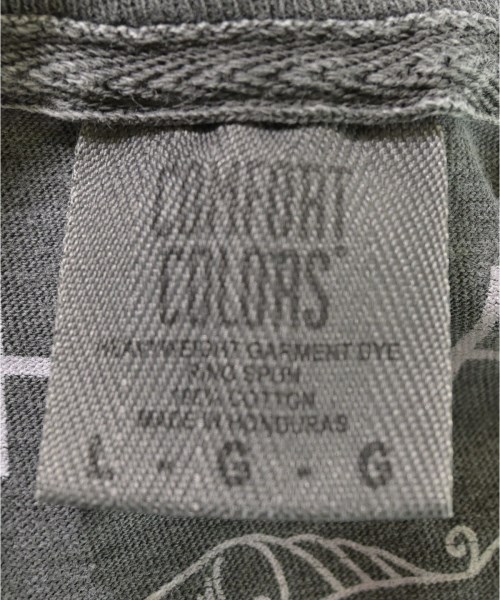 COMFORT
COLORS®
HEAVYWEIGHT GARMENT DYE
RING SPUN
100% COTTON
MADE IN HONDURAS
L - G - G